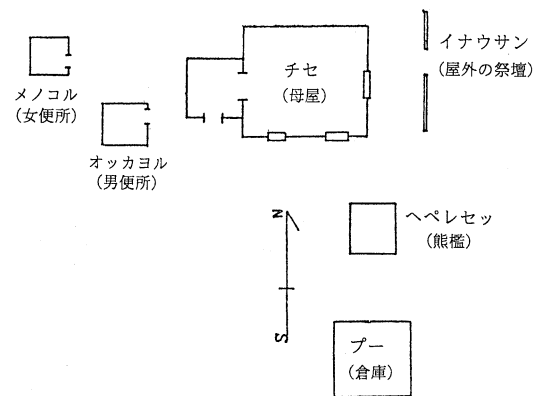 チセ
(母屋)
イナウサン
(屋外の祭壇)
メノコル
(女便所)
オッカヨル
(男便所)
N
S
ヘペレセッ
(熊檻)
プー
(倉庫)